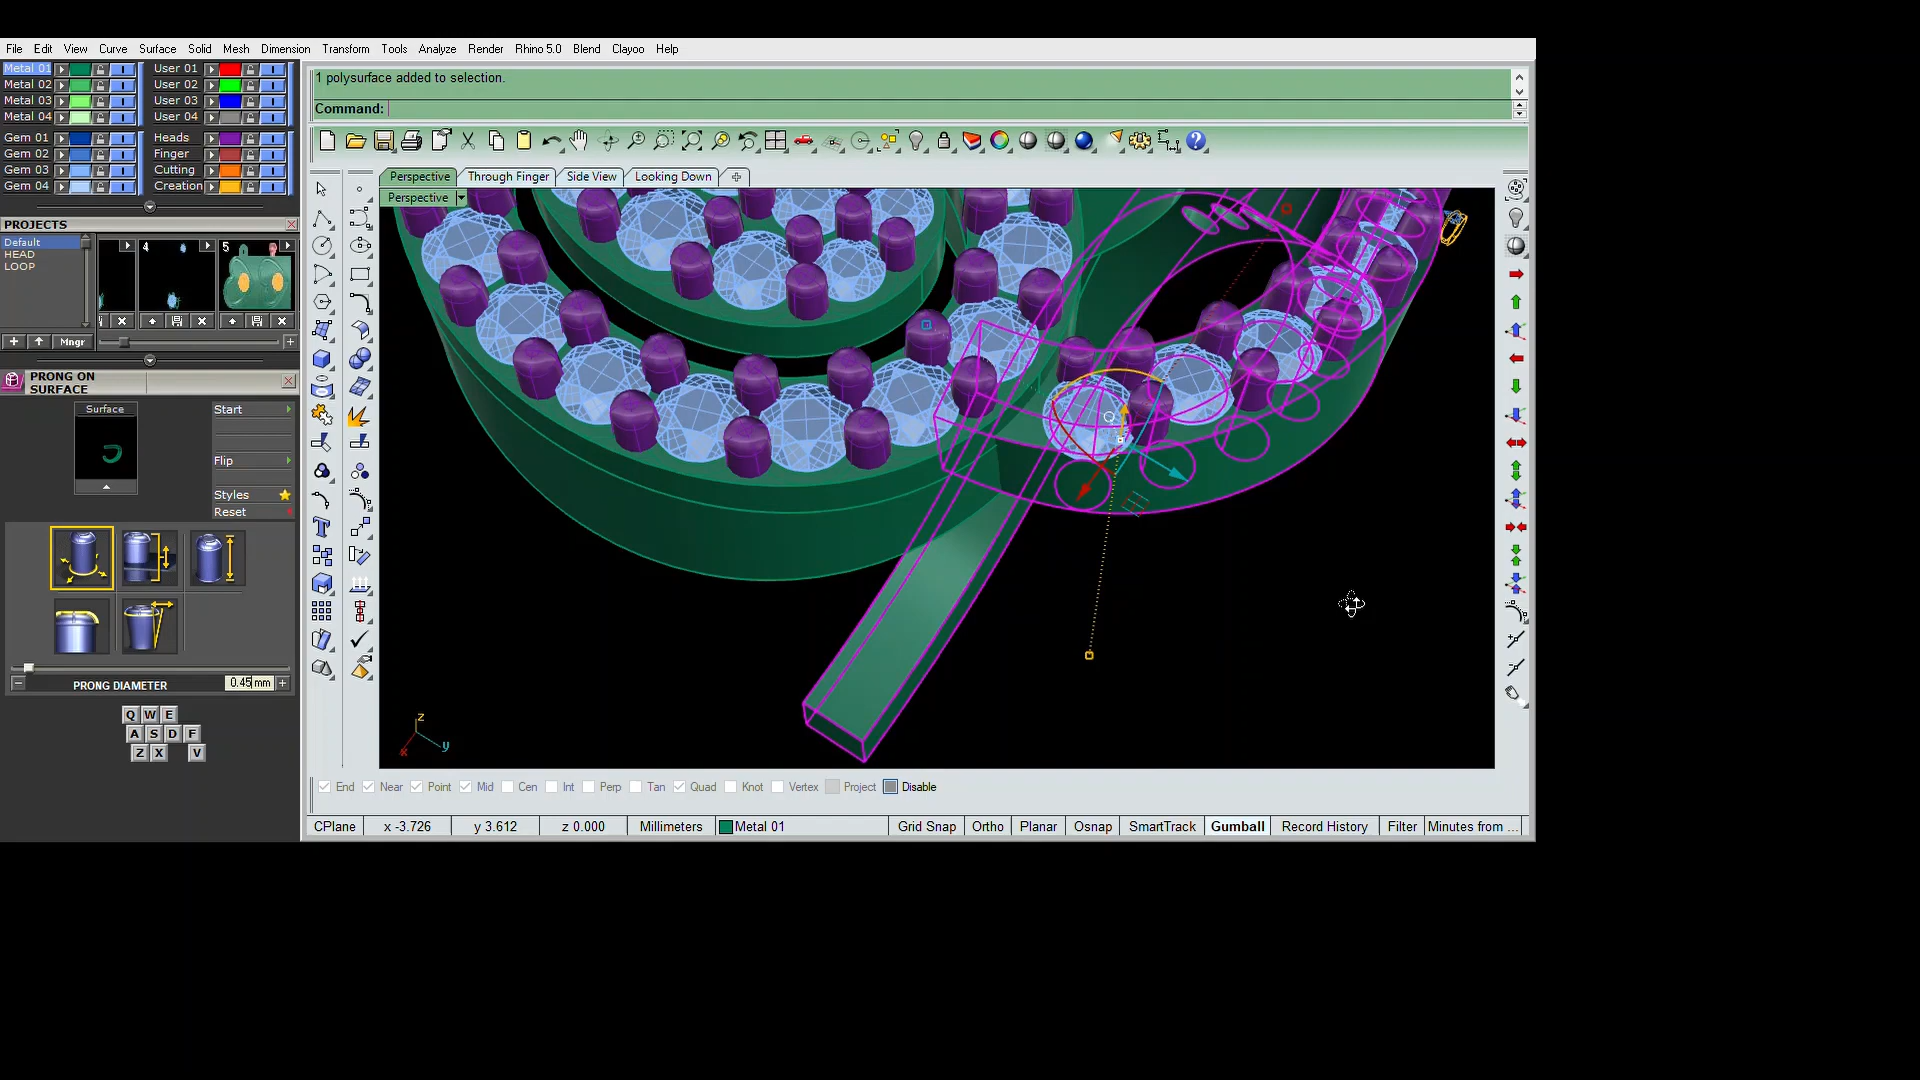 File Edit View Curve Surface Solid Mesh Dimension Transform Tools Analyze Render Rhino 5.0 Blend Clayoo Help
Metal 01 User 01
Metal 02 User 02
Metal 03 User 03
Metal 04 User 04
Gem 01 Heads
Gem 02 Finger
Gem 03 Cutting
Gem 04 Creation
1 polysurface added to selection.
Command:
Perspective Through Finger Side View Looking Down
Perspective
PROJECTS
Default
HEAD
LOOP
4 5
Mngr
PRONG ON
SURFACE
Surface
Start
Flip
Styles
Reset
PRONG DIAMETER 0.45 mm
Q W E
A S D F
Z X V
z
x y
End Near Point Mid Cen Int Perp Tan Quad Knot Vertex Project Disable
CPlane x -3.726 y 3.612 z 0.000 Millimeters Metal 01 Grid Snap Ortho Planar Osnap SmartTrack Gumball Record History Filter Minutes from ...